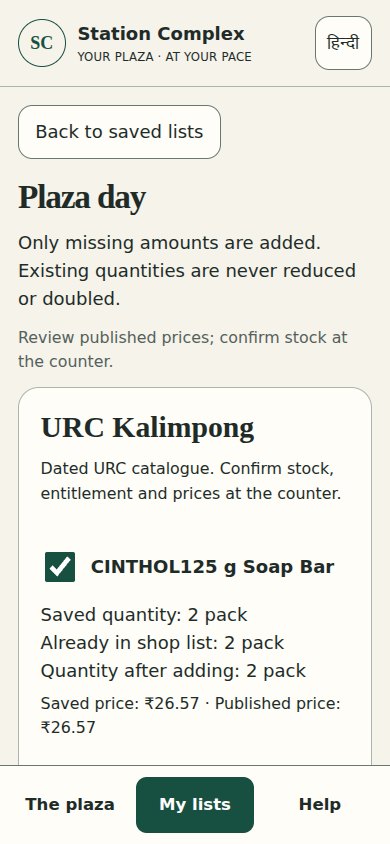 SC
Station Complex
YOUR PLAZA · AT YOUR PACE
हिन्दी
Back to saved lists
Plaza day
Only missing amounts are added.
Existing quantities are never reduced
or doubled.
Review published prices; confirm stock at
the counter.
URC Kalimpong
Dated URC catalogue. Confirm stock,
entitlement and prices at the counter.
CINTHOL125 g Soap Bar
Saved quantity: 2 pack
Already in shop list: 2 pack
Quantity after adding: 2 pack
Saved price: ₹26.57 · Published price:
₹26.57
The plaza
My lists
Help